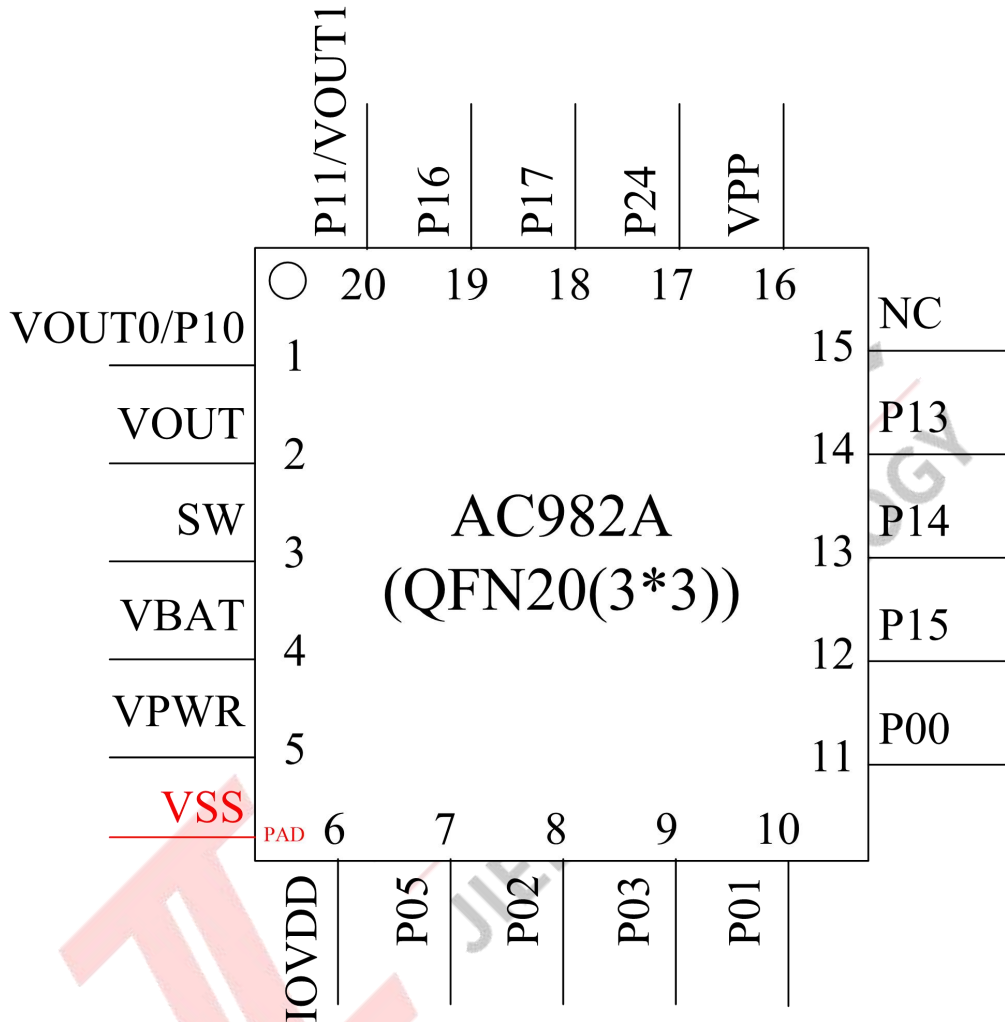 P11/VOUT1
P16
P17
P24
VPP
20
19
18
17
16
VOUT0/P10
1
VOUT
2
SW
3
VBAT
4
VPWR
5
VSS
PAD
AC982A
(QFN20(3*3))
NC
15
P13
14
P14
13
P15
12
P00
11
6
7
8
9
10
IOVDD
P05
P02
P03
P01